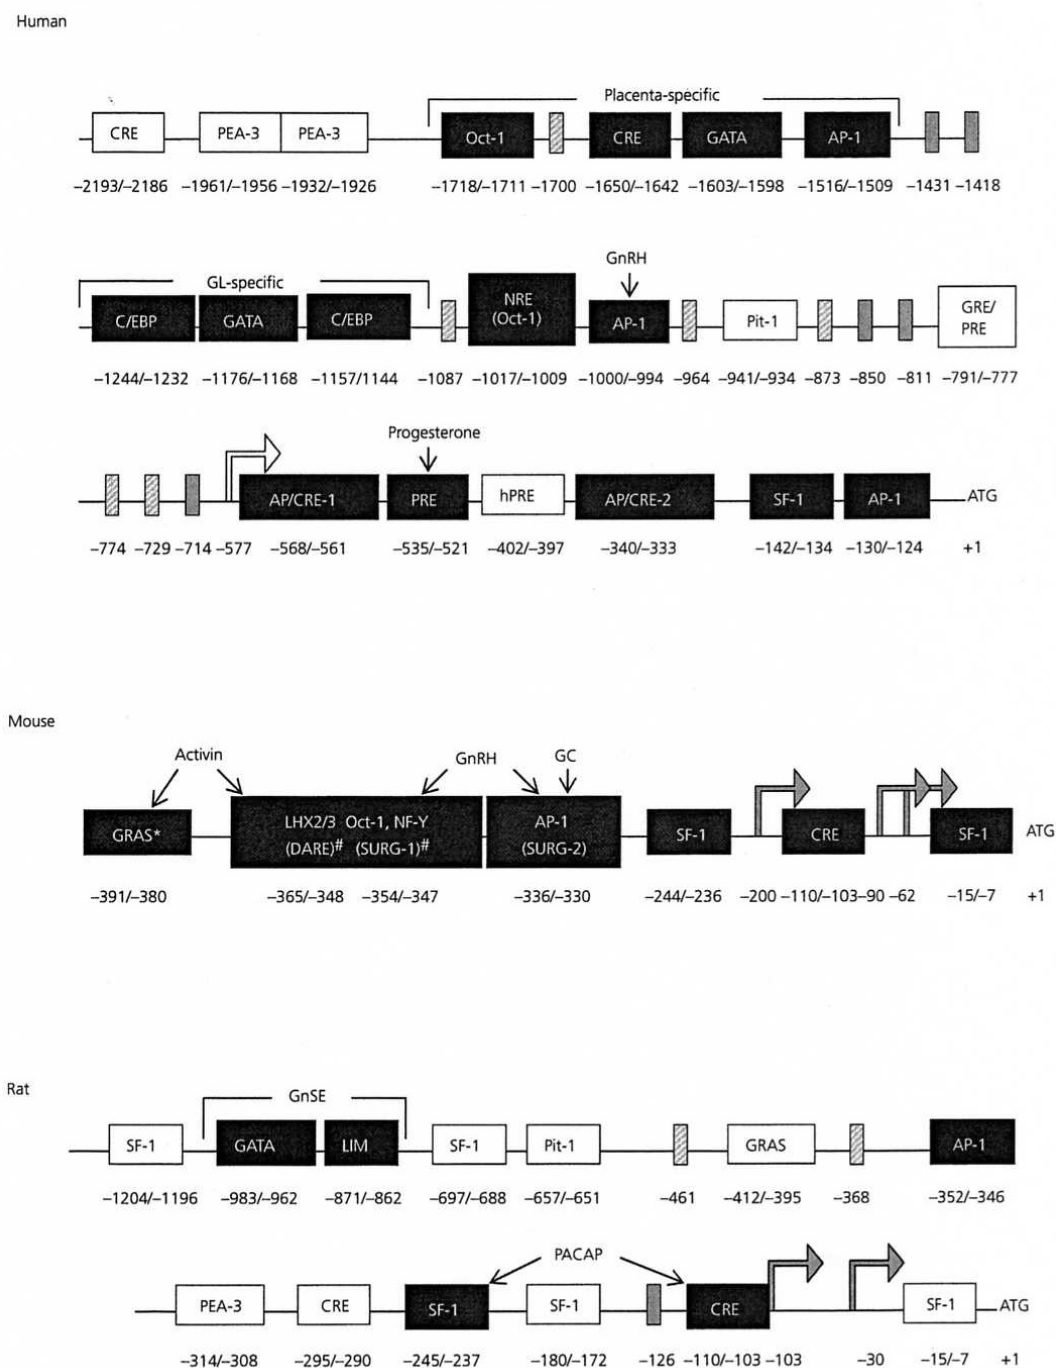 Human
Placenta-specific
CRE PEA-3 PEA-3 Oct-1 CRE GATA AP-1
–2193/–2186 –1961/–1956 –1932/–1926 –1718/–1711 –1700 –1650/–1642 –1603/–1598 –1516/–1509 –1431 –1418
GnRH
GL-specific
C/EBP GATA C/EBP NRE (Oct-1) AP-1 Pit-1 GRE/ PRE
–1244/–1232 –1176/–1168 –1157/1144 –1087 –1017/–1009 –1000/–994 –964 –941/–934 –873 –850 –811 –791/–777
Progesterone
AP/CRE-1 PRE hPRE AP/CRE-2 SF-1 AP-1 ATG
–774 –729 –714 –577 –568/–561 –535/–521 –402/–397 –340/–333 –142/–134 –130/–124 +1
Mouse
Activin GnRH GC
GRAS* LHX2/3 Oct-1, NF-Y (DARE)# (SURG-1)# AP-1 (SURG-2) SF-1 CRE SF-1 ATG
–391/–380 –365/–348 –354/–347 –336/–330 –244/–236 –200 –110/–103 –90 –62 –15/–7 +1
Rat
GnSE
SF-1 GATA LIM SF-1 Pit-1 GRAS AP-1
–1204/–1196 –983/–962 –871/–862 –697/–688 –657/–651 –461 –412/–395 –368 –352/–346
PACAP
PEA-3 CRE SF-1 SF-1 CRE SF-1 ATG
–314/–308 –295/–290 –245/–237 –180/–172 –126 –110/–103 –103 –30 –15/–7 +1